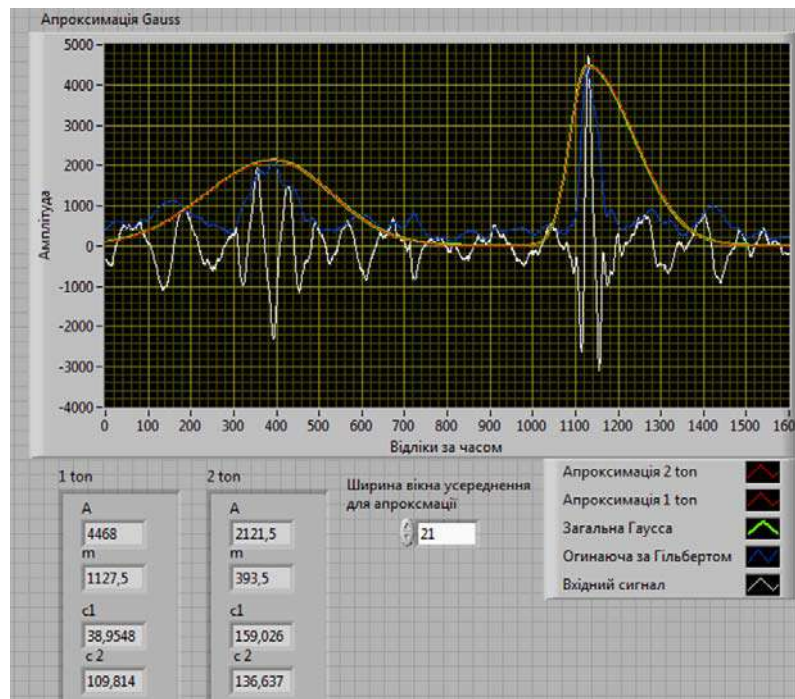 Апроксимація Gauss
5000
4000
3000
2000
1000
0
-1000
-2000
-3000
-4000
Амплітуда
0 100 200 300 400 500 600 700 800 900 1000 1100 1200 1300 1400 1500 1600
Відліки за часом
1 ton
A
4468
m
1127,5
c1
38,9548
c 2
109,814
2 ton
A
2121,5
m
393,5
c1
159,026
c 2
136,637
Ширина вікна усереднення
для апроксмації
21
Апроксимація 2 ton
Апроксимація 1 ton
Загальна Гаусса
Огинаюча за Гільбертом
Вхідний сигнал